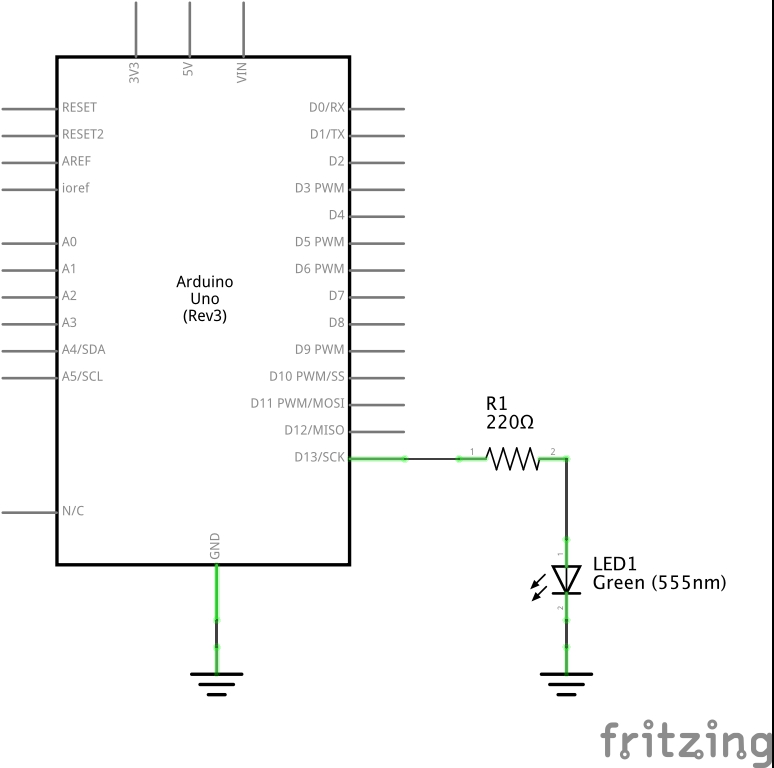 3V3
5V
VIN
RESET
RESET2
AREF
ioref
A0
A1
A2
A3
A4/SDA
A5/SCL
N/C
Arduino
Uno
(Rev3)
D0/RX
D1/TX
D2
D3 PWM
D4
D5 PWM
D6 PWM
D7
D8
D9 PWM
D10 PWM/SS
D11 PWM/MOSI
D12/MISO
D13/SCK
GND
R1
220Ω
1
2
1
2
LED1
Green (555nm)
fritzing